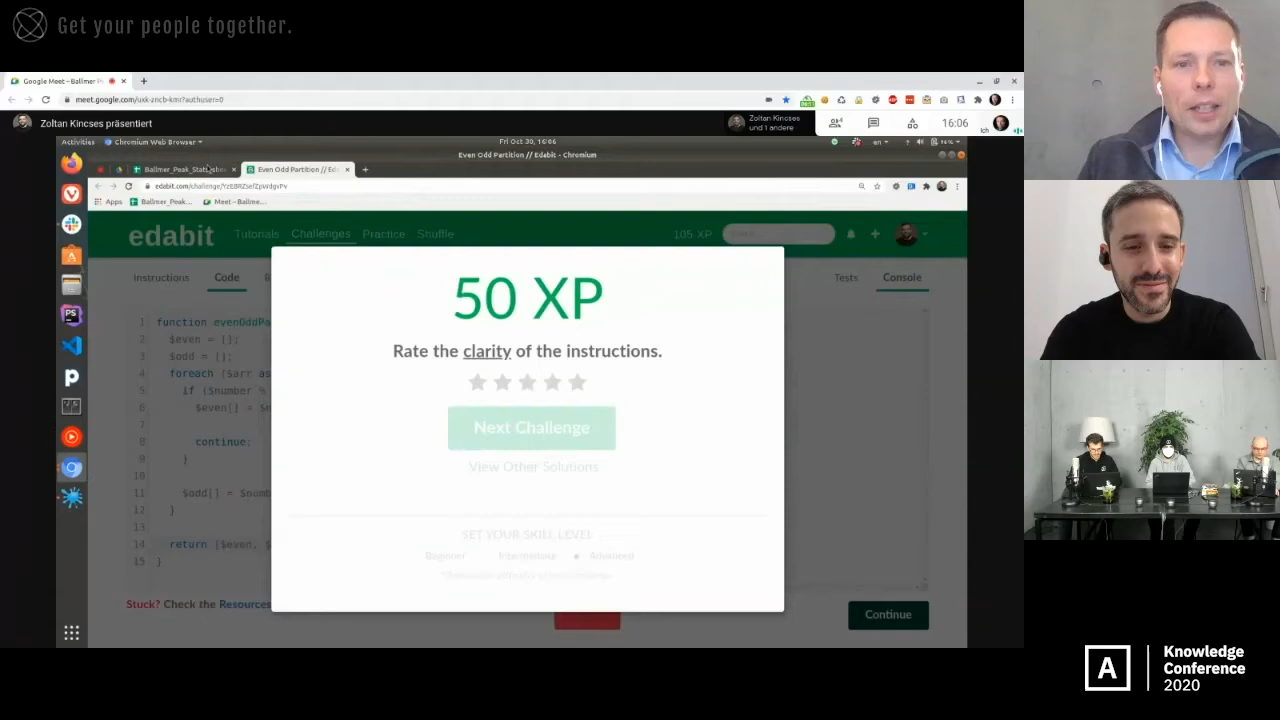 Get your people together.
Google Meet - Ballmer P
meet.google.com/uxk-zncb-kmr?authuser=0
Zoltan Kincses präsentiert
Zoltan Kincses
und 1 andere
16:06
Ich
Activities
Chromium Web Browser
Fri Oct 30, 16:06
en
Even Odd Partition // Edabit - Chromium
Even Odd Partition // Ed
Apps
Ballmer_Peak...
Meet – Ballme...
edabit
Tutorials
Challenges
Practice
Shuffle
105 XP
Instructions
Code
Tests
Console
50 XP
Rate the clarity of the instructions.
Next Challenge
View Other Solutions
SET YOUR SKILL LEVEL
Beginner
Intermediate
Advanced
1 function evenOddPa
2 $even = [];
3 $odd = [];
4 foreach ($arr as
5 if ($number %
6 $even[] = $n
7
8 continue;
9 }
10
11 $odd[] = $numb
12 }
13
14 return [$even, $
15 }
Stuck? Check the Resources
Continue
PS
A
Knowledge
Conference
2020